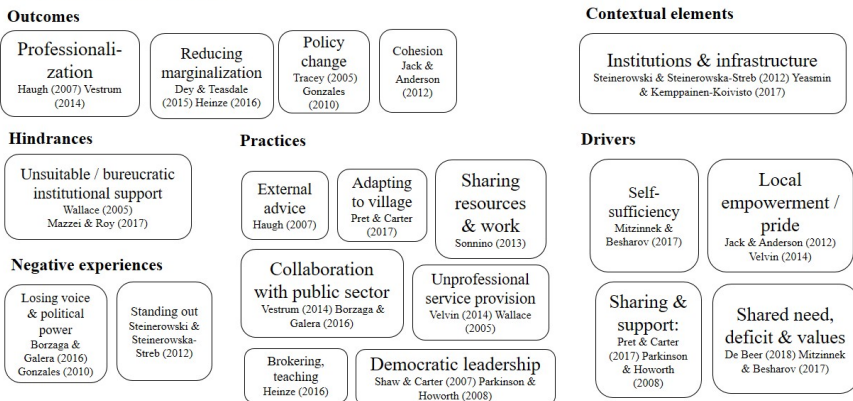 Outcomes
Professionali-
zation
Haugh (2007) Vestrum
(2014)
Reducing
marginalization
Dey & Teasdale
(2015) Heinze (2016)
Policy
change
Tracey (2005)
Gonzales
(2010)
Cohesion
Jack &
Anderson
(2012)
Contextual elements
Institutions & infrastructure
Steinerowski & Steinerowska-Streb (2012) Yeasmin
& Kemppainen-Koivisto (2017)
Hindrances
Unsuitable / bureucratic
institutional support
Wallace (2005)
Mazzei & Roy (2017)
Negative experiences
Losing voice
& political
power
Borzaga &
Galera (2016)
Gonzales (2010)
Standing out
Steinerowski &
Steinerowska-
Streb (2012)
Practices
External
advice
Haugh (2007)
Adapting
to village
Pret & Carter
(2017)
Sharing
resources
& work
Sonnino (2013)
Collaboration
with public sector
Vestrum (2014) Borzaga &
Galera (2016)
Unprofessional
service provision
Velvin (2014) Wallace
(2005)
Brokering,
teaching
Heinze (2016)
Democratic leadership
Shaw & Carter (2007) Parkinson &
Howorth (2008)
Drivers
Self-
sufficiency
Mitzinnek &
Besharov (2017)
Local
empowerment /
pride
Jack & Anderson (2012)
Velvin (2014)
Sharing &
support:
Pret & Carter
(2017) Parkinson
& Howorth
(2008)
Shared need,
deficit & values
De Beer (2018) Mitzinnek
& Besharov (2017)